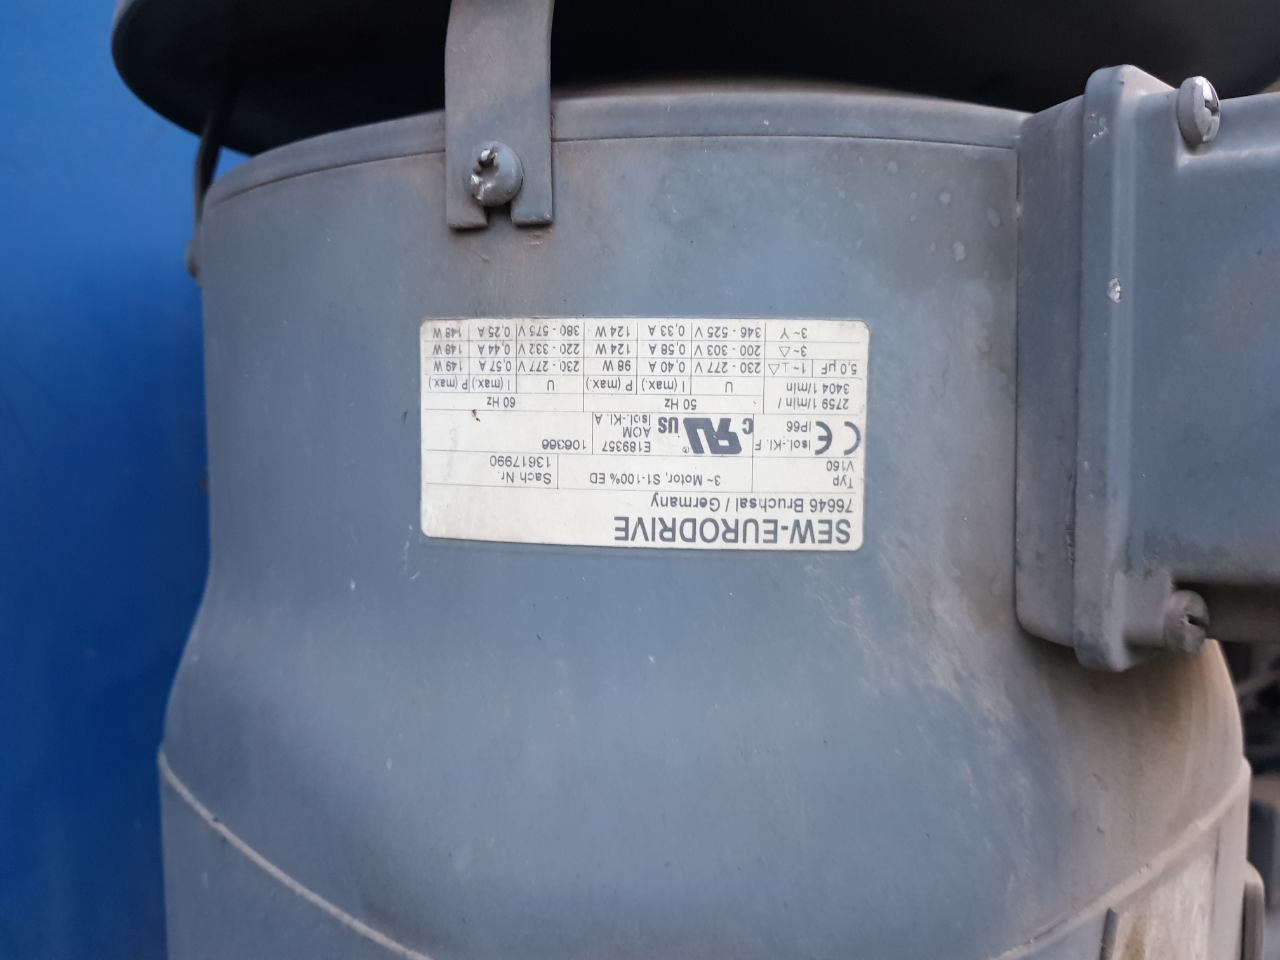 SEW-EURODRIVE
76646 Bruchsal / Germany
Typ
V160
3~ Motor, S1-100% ED
Sach Nr.
13617990
CE Isol.-Kl. F
IP66
c RU US ®
E189357
AOM
Isol.-Kl. A
2759 1/min /
3404 1/min
50 Hz
60 Hz
U I (max.) P (max.) U I (max.) P (max.)
5,0 µF 1~⊥△ 230 - 277 V 0,40 A 98 W 230 - 277 V 0,57 A 149 W
3~△ 200 - 303 V 0,58 A 124 W 220 - 332 V 0,44 A 148 W
3~Y 346 - 525 V 0,33 A 124 W 380 - 575 V 0,25 A 148 W